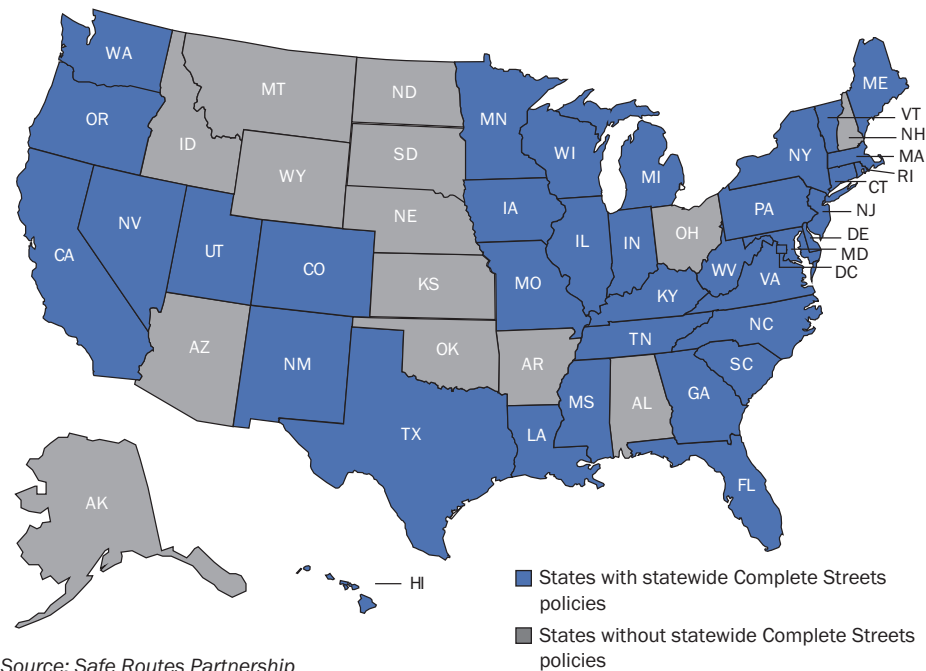 WA
ME
MT
ND
VT
OR
MN
NH
ID
SD
WI
NY
MA
WY
MI
RI
CT
NE
IA
PA
NJ
NV
OH
DE
IL
IN
MD
CA
UT
CO
WV
DC
KS
MO
VA
KY
NC
AZ
OK
TN
NM
AR
SC
MS
AL
GA
TX
LA
FL
AK
HI
States with statewide Complete Streets
policies
States without statewide Complete Streets
policies
Source: Safe Routes Partnership